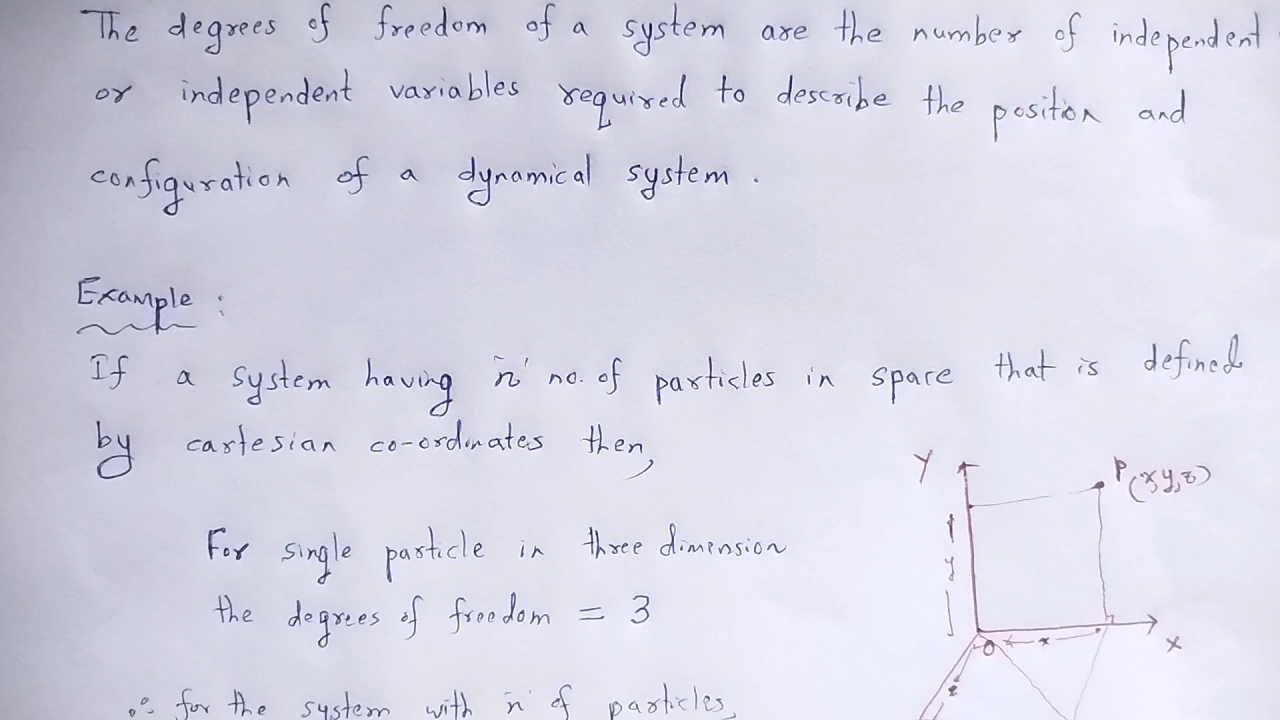 The degrees of freedom of a system are the number of independent
or independent variables required to describe the position and
configuration of a dynamical system.
Example :
If a system having 'n' no. of particles in space that is defined
by cartesian co-ordinates then,
Y
P(x,y,z)
For single particle in three dimension
y
the degrees of freedom = 3
x
O
X
z
∴ for the system with 'n' of particles,